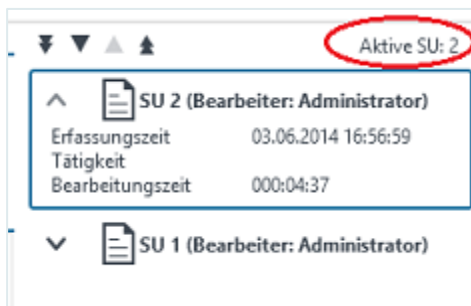 Aktive SU: 2
SU 2 (Bearbeiter: Administrator)
Erfassungszeit 03.06.2014 16:56:59
Tätigkeit
Bearbeitungszeit 000:04:37
SU 1 (Bearbeiter: Administrator)